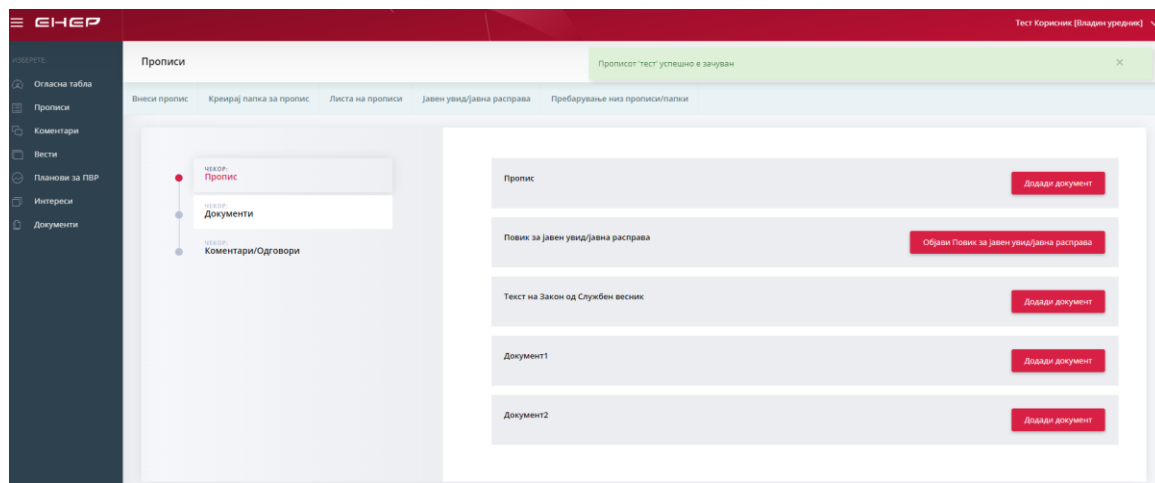 ЕНЕР
Тест Корисник [Владин уредник]
ИЗБЕРЕТЕ:
Огласна табла
Прописи
Коментари
Вести
Планови за ПВР
Интереси
Документи
Прописи
Прописот 'тест' успешно е зачуван
Внеси пропис Креирај папка за пропис Листа на прописи Јавен увид/јавна расправа Пребарување низ прописи/папки
ЧЕКОР:
Пропис
ЧЕКОР:
Документи
ЧЕКОР:
Коментари/Одговори
Пропис
Додади документ
Повик за јавен увид/јавна расправа
Објави Повик за јавен увид/јавна расправа
Текст на Закон од Службен весник
Додади документ
Документ1
Додади документ
Документ2
Додади документ